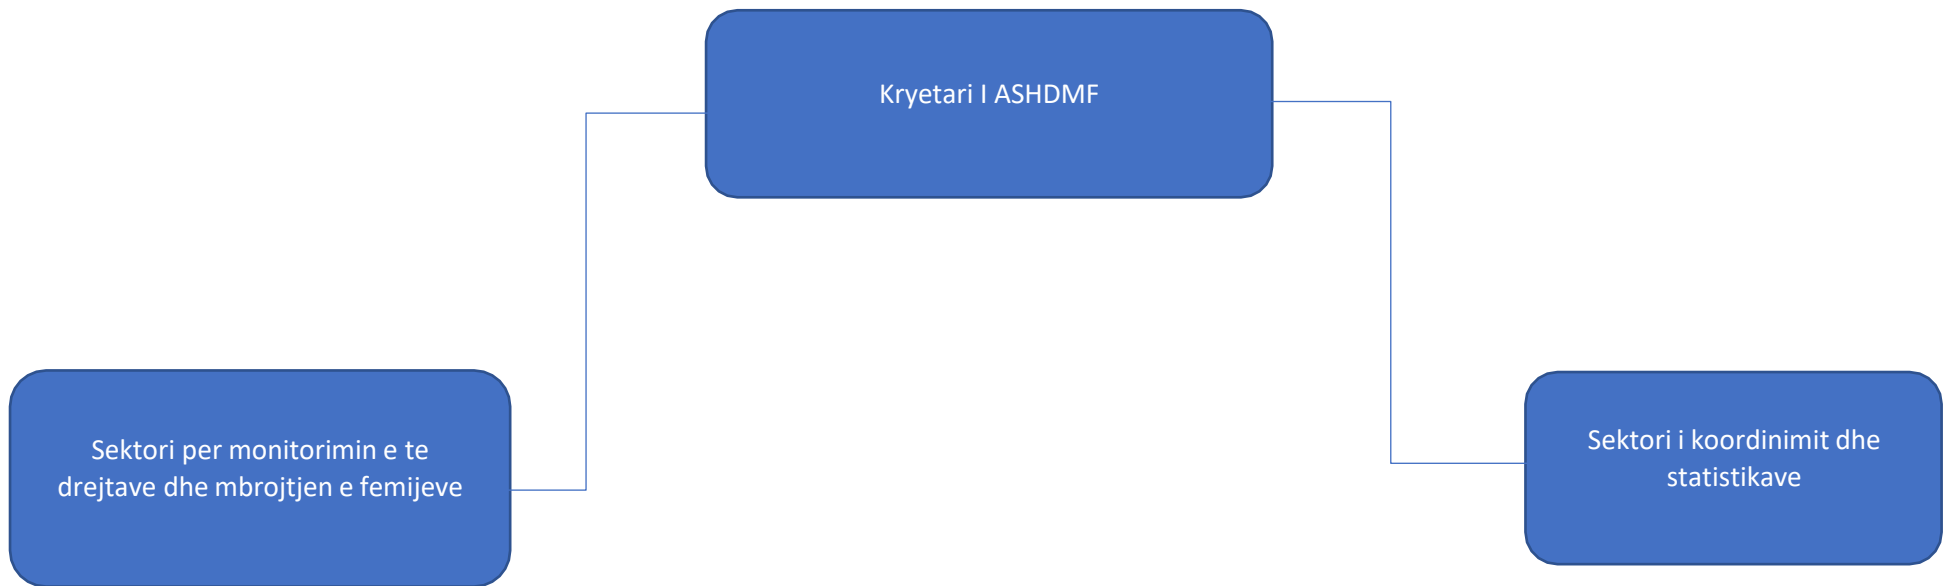 Kryetari I ASHDMF
Sektori per monitorimin e te
drejtave dhe mbrojtjen e femijeve
Sektori i koordinimit dhe
statistikave